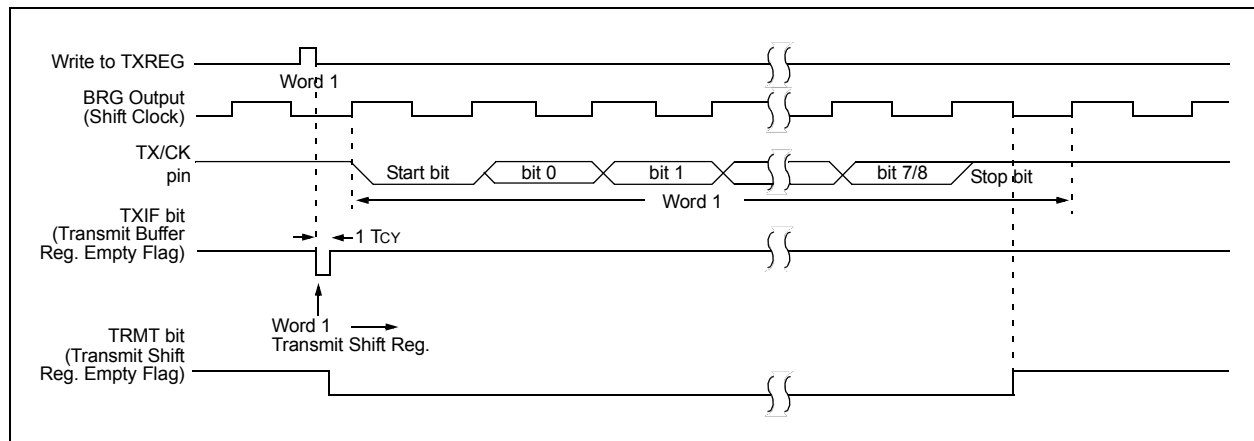 Write to TXREG
Word 1
BRG Output
(Shift Clock)
TX/CK
pin
Start bit
bit 0
bit 1
bit 7/8
Stop bit
Word 1
TXIF bit
(Transmit Buffer
Reg. Empty Flag)
1 TCY
Word 1
Transmit Shift Reg.
TRMT bit
(Transmit Shift
Reg. Empty Flag)